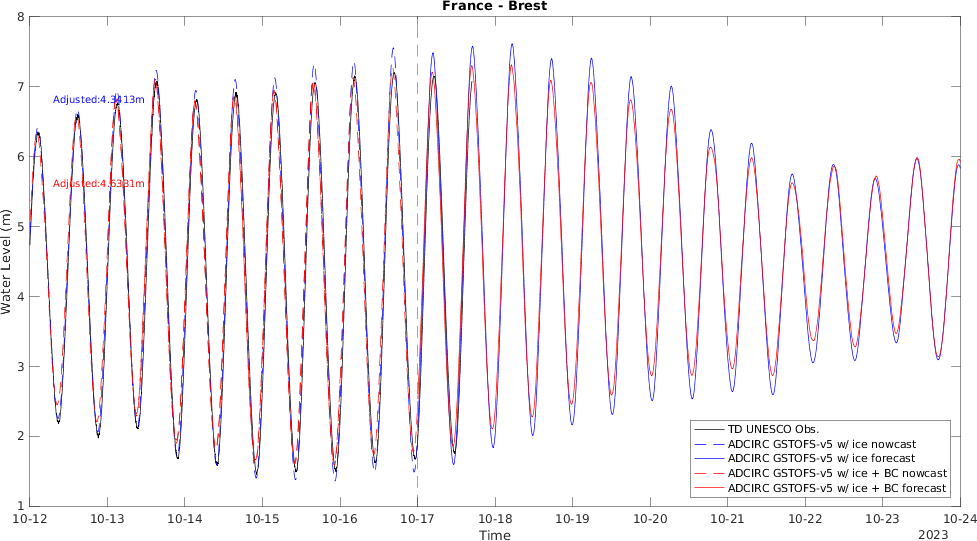 France - Brest
8
7
6
5
4
3
2
1
Water Level (m)
Adjusted:4.3413m
Adjusted:4.6331m
TD UNESCO Obs.
ADCIRC GSTOFS-v5 w/ ice nowcast
ADCIRC GSTOFS-v5 w/ ice forecast
ADCIRC GSTOFS-v5 w/ ice + BC nowcast
ADCIRC GSTOFS-v5 w/ ice + BC forecast
10-12 10-13 10-14 10-15 10-16 10-17 10-18 10-19 10-20 10-21 10-22 10-23 10-24
Time
2023